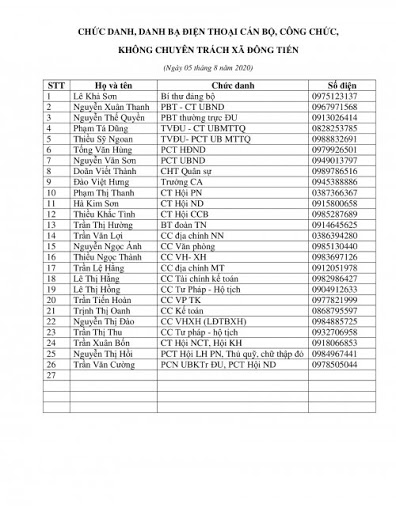 CHỨC DANH, DANH BẠ ĐIỆN THOẠI CÁN BỘ, CÔNG CHỨC,
KHÔNG CHUYÊN TRÁCH XÃ ĐÔNG TIẾN
(Ngày 05 tháng 8 năm 2020)
STT Họ và tên Chức danh Số điện
1 Lê Khả Sơn Bí thư đảng bộ 0975123137
2 Nguyễn Xuân Thanh PBT - CT UBND 0967971568
3 Nguyễn Thế Quyền PBT thường trực ĐU 0913026414
4 Phạm Tá Dũng TVĐU - CT UBMTTQ 0828253785
5 Thiều Sỹ Ngoan TVĐU- PCT UB MTTQ 0988832691
6 Tống Văn Hùng PCT HĐND 0979926501
7 Nguyễn Văn Sơn PCT UBND 0949013797
8 Doãn Viết Thành CHT Quân sự 0989786516
9 Đào Việt Hưng Trưởng CA 0945388886
10 Phạm Thị Thanh CT Hội PN 0387366367
11 Hà Kim Sơn CT Hội ND 0915800658
12 Thiều Khắc Tình CT Hội CCB 0985287689
13 Trần Thị Hường BT đoàn TN 0914645625
14 Trần Văn Lợi CC địa chính NN 0386394280
15 Nguyễn Ngọc Ánh CC Văn phòng 0985130440
16 Thiều Ngọc Thánh CC VH- XH 0983697126
17 Trần Lệ Hằng CC địa chính MT 0912051978
18 Lê Thị Hằng CC Tài chính kế toán 0982986427
19 Lê Thị Hồng CC Tư Pháp - Hộ tịch 0904912633
20 Trần Tiến Hoàn CC VP TK 0977821999
21 Trịnh Thị Oanh CC Kế toán 0868795597
22 Nguyễn Thị Đào CC VHXH (LĐTBXH) 0984885725
23 Trần Thị Thu CC Tư pháp - hộ tịch 0932706958
24 Trần Xuân Bốn CT Hội NCT, Hội KH 0918066853
25 Nguyễn Thị Hồi PCT Hội LH PN, Thủ quỹ, chữ thập đỏ 0984967441
26 Trần Văn Cường PCN UBKTr ĐU, PCT Hội ND 0978505044
27